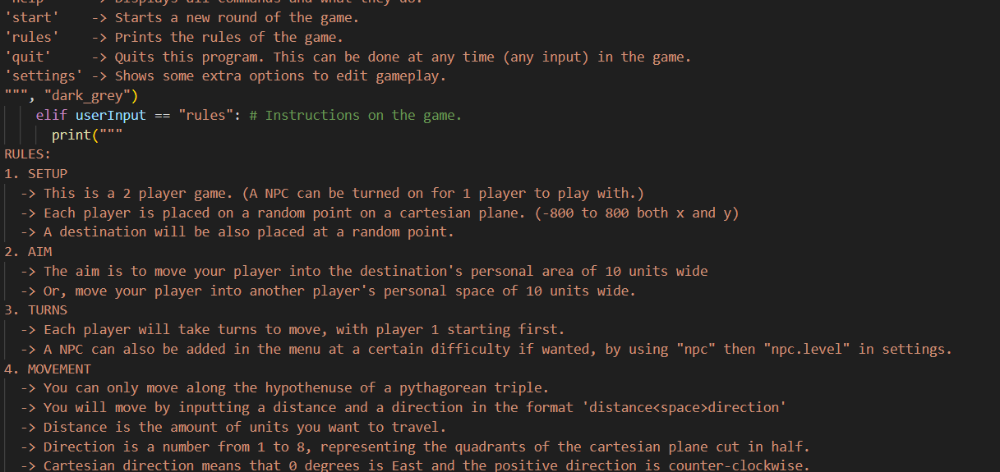 'help'     -> Displays all commands and what they do.
'start'    -> Starts a new round of the game.
'rules'    -> Prints the rules of the game.
'quit'     -> Quits this program. This can be done at any time (any input) in the game.
'settings' -> Shows some extra options to edit gameplay.
""", "dark_grey")
    elif userInput == "rules": # Instructions on the game.
      print("""
RULES:
1. SETUP
  -> This is a 2 player game. (A NPC can be turned on for 1 player to play with.)
  -> Each player is placed on a random point on a cartesian plane. (-800 to 800 both x and y)
  -> A destination will be also placed at a random point.
2. AIM
  -> The aim is to move your player into the destination's personal area of 10 units wide
  -> Or, move your player into another player's personal space of 10 units wide.
3. TURNS
  -> Each player will take turns to move, with player 1 starting first.
  -> A NPC can also be added in the menu at a certain difficulty if wanted, by using "npc" then "npc.level" in settings.
4. MOVEMENT
  -> You can only move along the hypothenuse of a pythagorean triple.
  -> You will move by inputting a distance and a direction in the format 'distance<space>direction'
  -> Distance is the amount of units you want to travel.
  -> Direction is a number from 1 to 8, representing the quadrants of the cartesian plane cut in half.
  -> Cartesian direction means that 0 degrees is East and the positive direction is counter-clockwise.